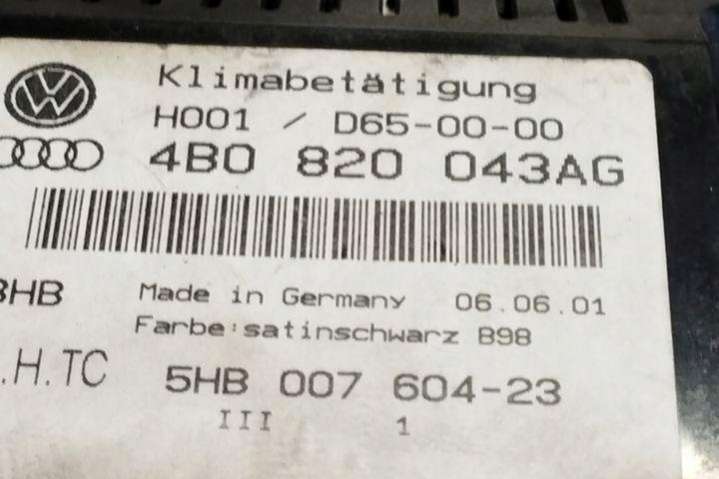 Klimabetätigung
H001 / D65-00-00
4B0 820 043AG
Made in Germany 06.06.01
Farbe:satinschwarz B98
.H.TC
5HB 007 604-23
III 1